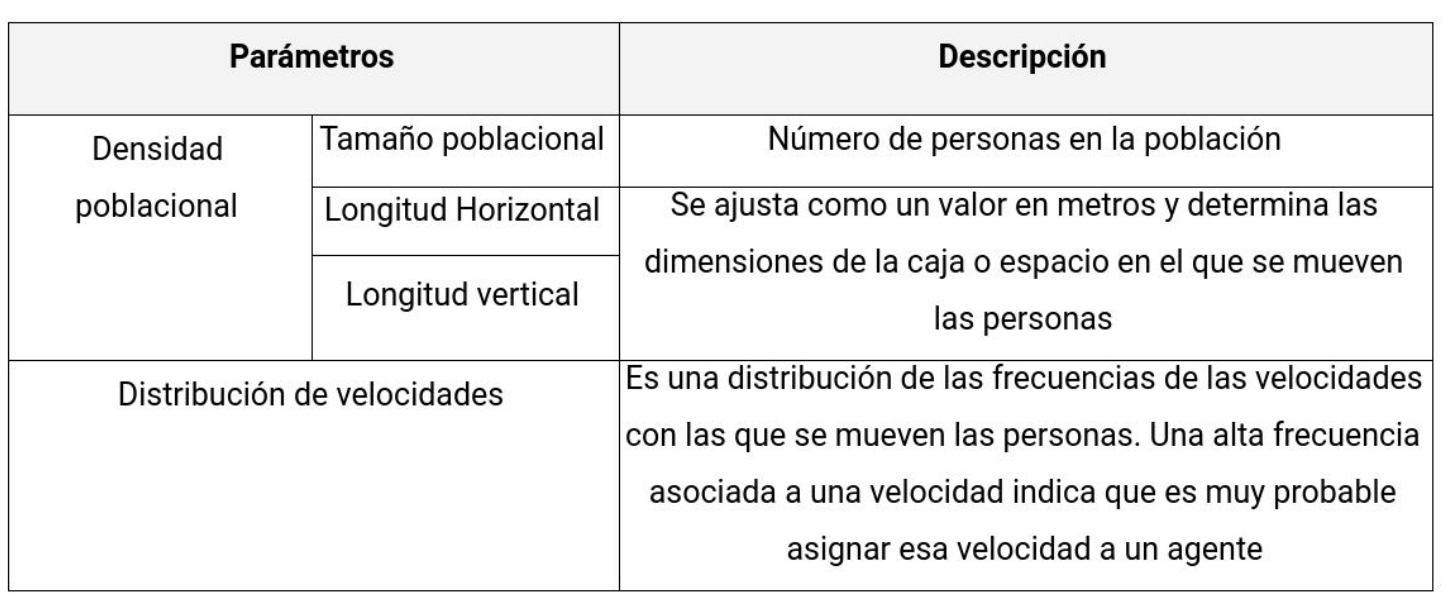 Parámetros
Descripción
Densidad
poblacional
Tamaño poblacional
Número de personas en la población
Longitud Horizontal
Longitud vertical
Se ajusta como un valor en metros y determina las
dimensiones de la caja o espacio en el que se mueven
las personas
Distribución de velocidades
Es una distribución de las frecuencias de las velocidades
con las que se mueven las personas. Una alta frecuencia
asociada a una velocidad indica que es muy probable
asignar esa velocidad a un agente